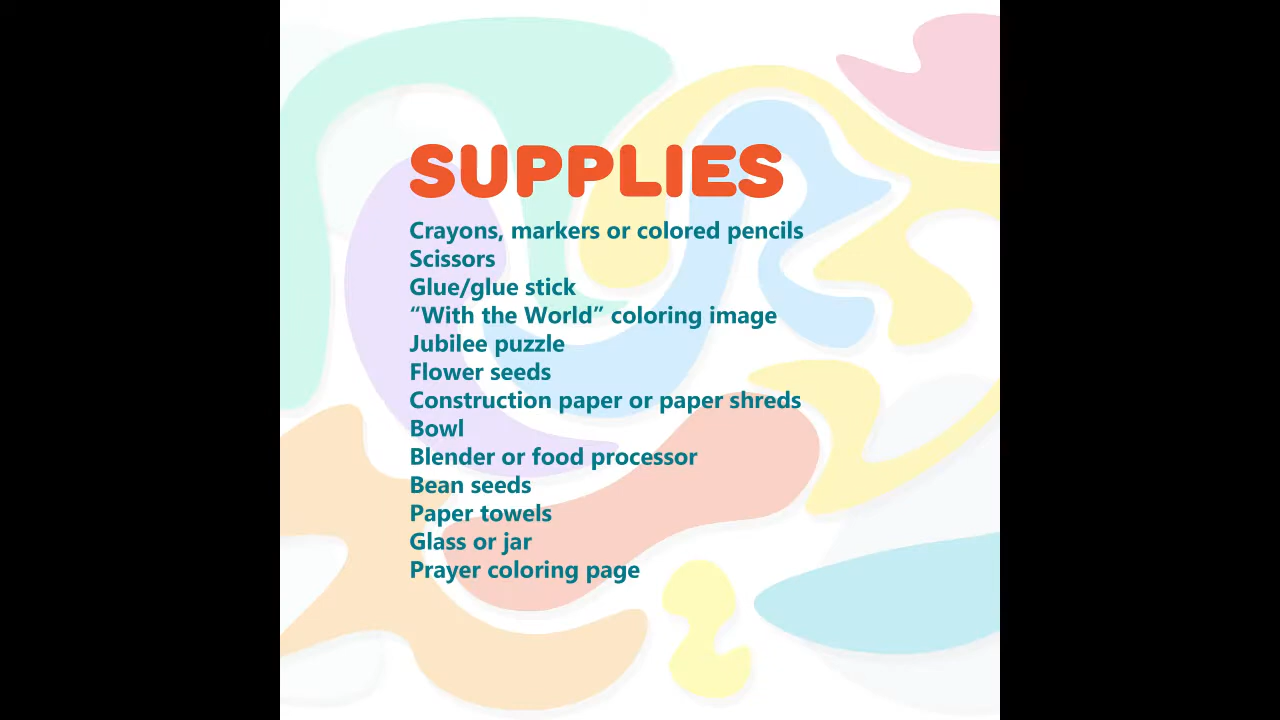 SUPPLIES
Crayons, markers or colored pencils
Scissors
Glue/glue stick
“With the World” coloring image
Jubilee puzzle
Flower seeds
Construction paper or paper shreds
Bowl
Blender or food processor
Bean seeds
Paper towels
Glass or jar
Prayer coloring page